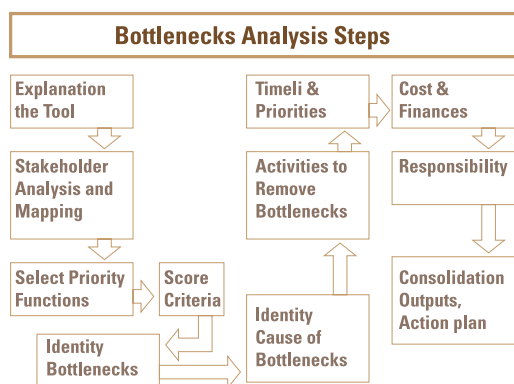 Bottlenecks Analysis Steps
Explanation
the Tool
Stakeholder
Analysis and
Mapping
Select Priority
Functions
Score
Criteria
Identity
Bottlenecks
Identity
Cause of
Bottlenecks
Activities to
Remove
Bottlenecks
Timeli &
Priorities
Cost &
Finances
Responsibility
Consolidation
Outputs,
Action plan